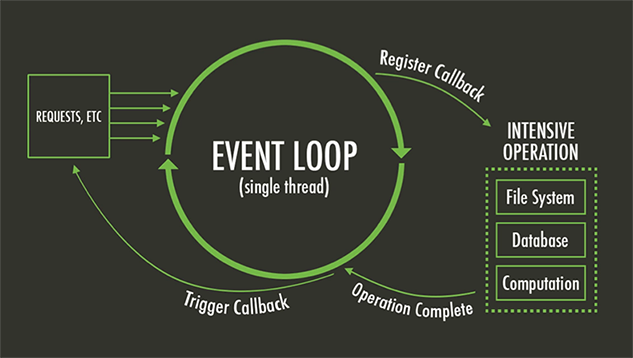 REQUESTS, ETC
EVENT LOOP
(single thread)
Register Callback
INTENSIVE
OPERATION
File System
Database
Computation
Operation Complete
Trigger Callback